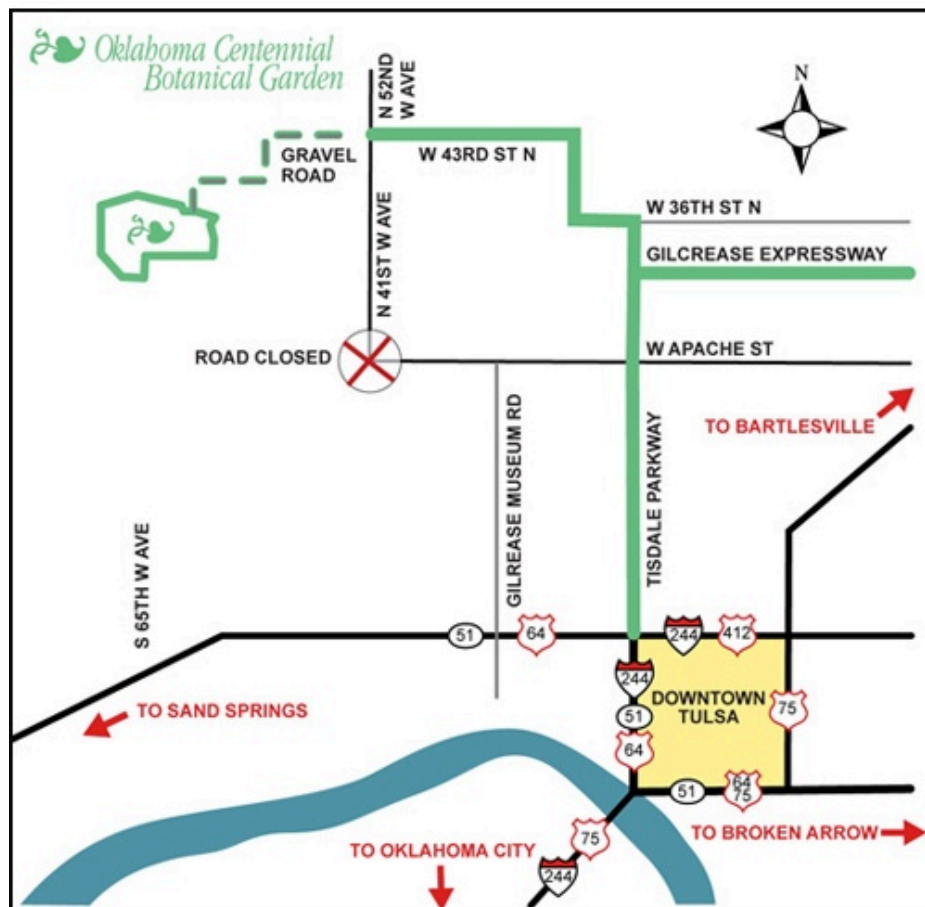 Oklahoma Centennial
Botanical Garden
N 52ND
W AVE
N
GRAVEL
ROAD
W 43RD ST N
W 36TH ST N
N 41ST W AVE
GILCREASE EXPRESSWAY
ROAD CLOSED
W APACHE ST
TO BARTLESVILLE
GILREASE MUSEUM RD
TISDALE PARKWAY
S 65TH W AVE
51
64
244
412
244
DOWNTOWN
TULSA
75
51
64
TO SAND SPRINGS
51
64
75
TO BROKEN ARROW
75
TO OKLAHOMA CITY
244